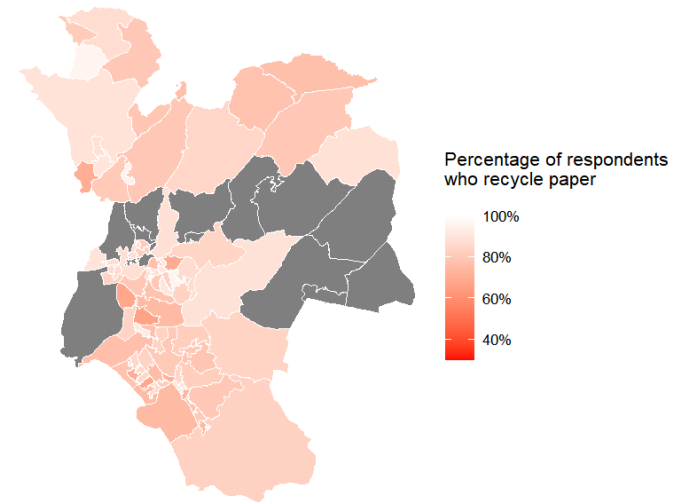 Percentage of respondents
who recycle paper
100%
80%
60%
40%